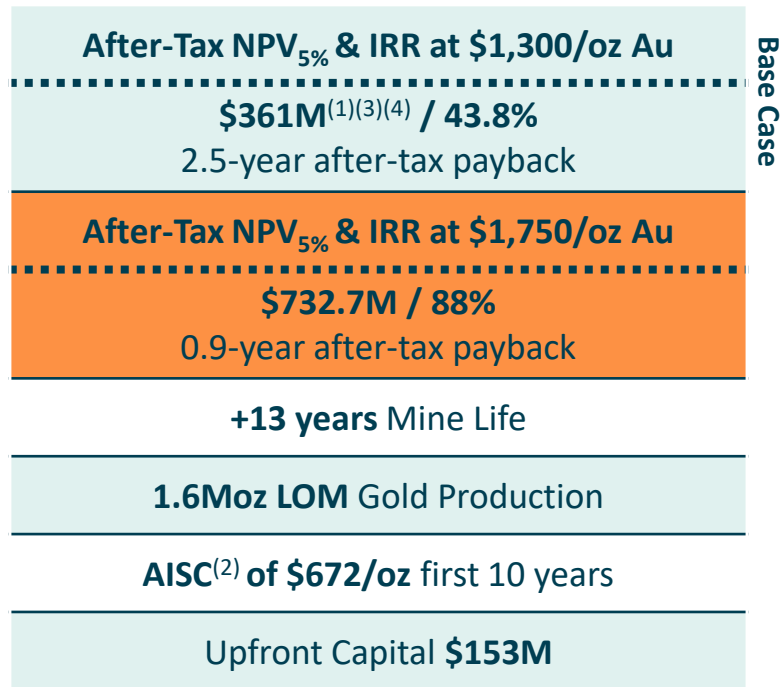 After-Tax NPV5% & IRR at $1,300/oz Au
$361M(1)(3)(4) / 43.8%
2.5-year after-tax payback
Base Case
After-Tax NPV5% & IRR at $1,750/oz Au
$732.7M / 88%
0.9-year after-tax payback
+13 years Mine Life
1.6Moz LOM Gold Production
AISC(2) of $672/oz first 10 years
Upfront Capital $153M